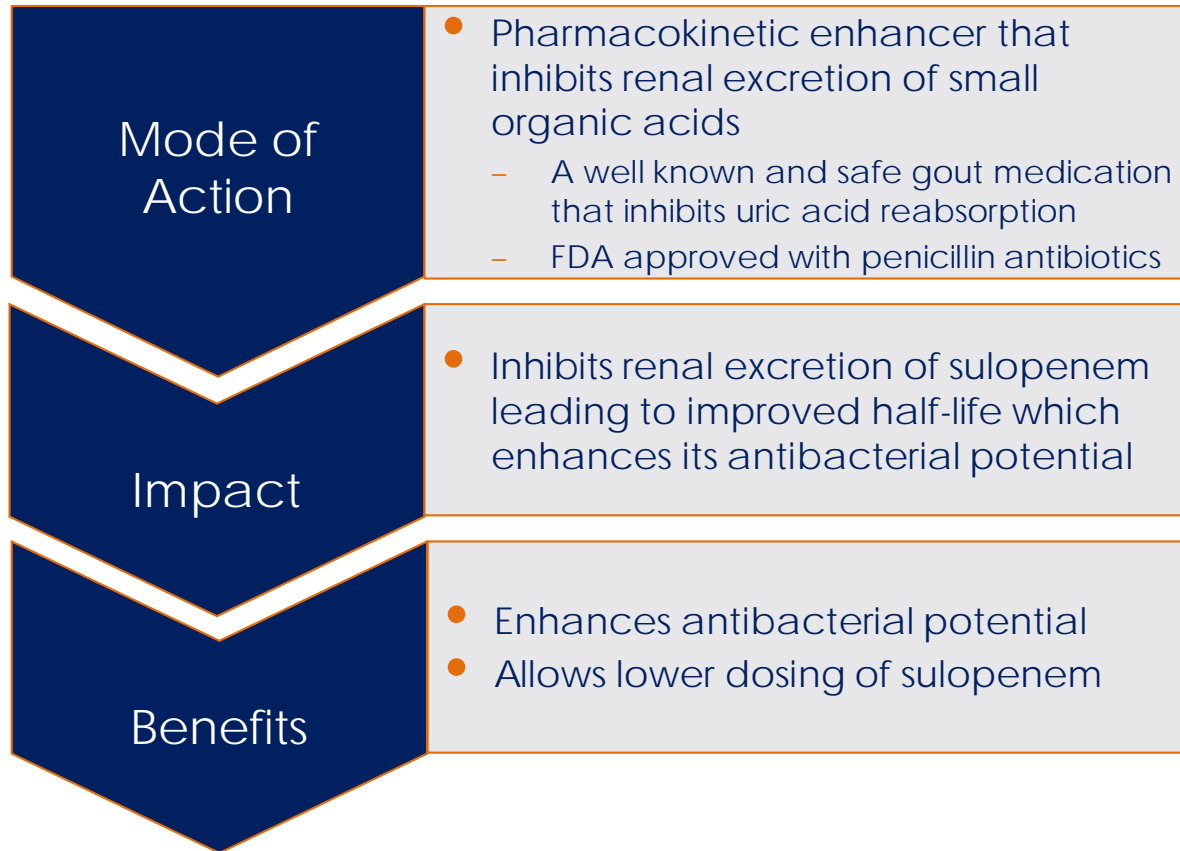 Mode of
Action
• Pharmacokinetic enhancer that
inhibits renal excretion of small
organic acids
– A well known and safe gout medication
that inhibits uric acid reabsorption
– FDA approved with penicillin antibiotics
Impact
• Inhibits renal excretion of sulopenem
leading to improved half-life which
enhances its antibacterial potential
Benefits
• Enhances antibacterial potential
• Allows lower dosing of sulopenem